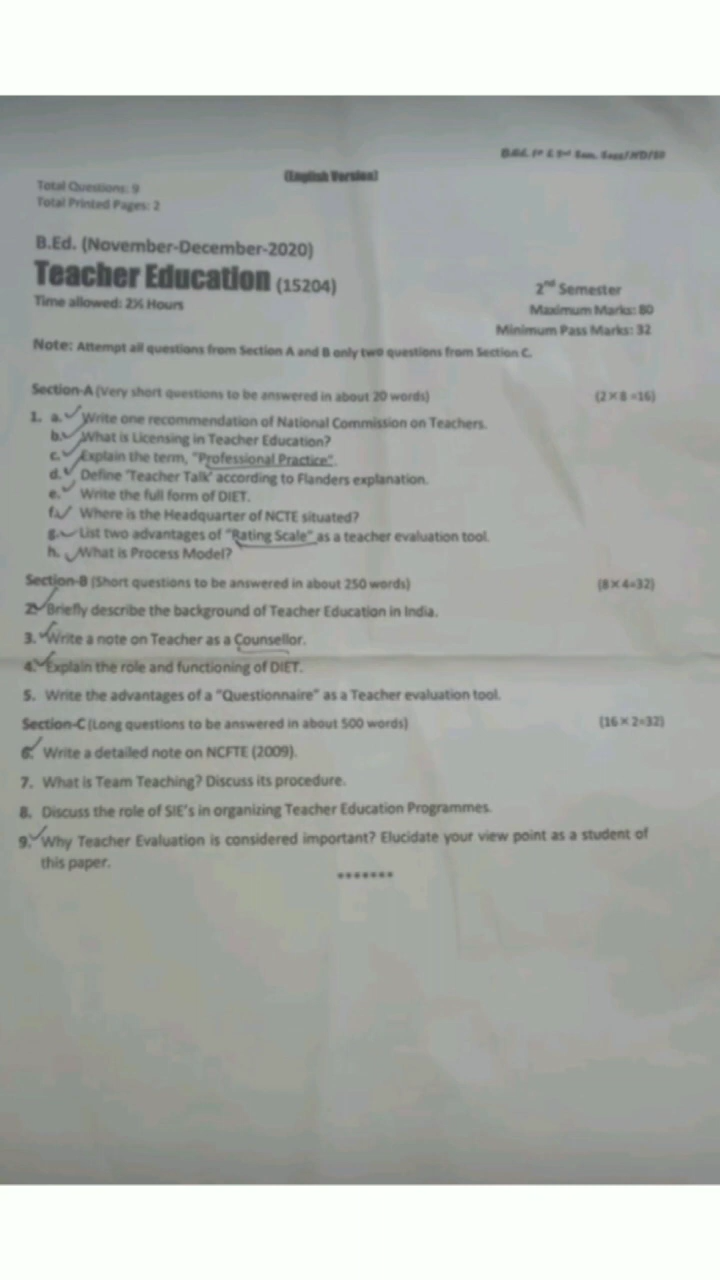 (English Version)
Total Questions: 9
Total Printed Pages: 2
B.Ed. (November-December-2020)
Teacher Education (15204)
2nd Semester
Time allowed: 2½ Hours
Maximum Marks: 80
Minimum Pass Marks: 32
Note: Attempt all questions from Section A and B only two questions from Section C.
Section-A (Very short questions to be answered in about 20 words) (2×8=16)
1. a. Write one recommendation of National Commission on Teachers.
b. What is Licensing in Teacher Education?
c. Explain the term, "Professional Practice".
d. Define 'Teacher Talk' according to Flanders explanation.
e. Write the full form of DIET.
f. Where is the Headquarter of NCTE situated?
g. List two advantages of "Rating Scale" as a teacher evaluation tool.
h. What is Process Model?
Section-B (Short questions to be answered in about 250 words) (8×4=32)
2. Briefly describe the background of Teacher Education in India.
3. Write a note on Teacher as a Counsellor.
4. Explain the role and functioning of DIET.
5. Write the advantages of a "Questionnaire" as a Teacher evaluation tool.
Section-C (Long questions to be answered in about 500 words) (16×2=32)
6. Write a detailed note on NCFTE (2009).
7. What is Team Teaching? Discuss its procedure.
8. Discuss the role of SIE's in organizing Teacher Education Programmes.
9. Why Teacher Evaluation is considered important? Elucidate your view point as a student of
this paper.
*******